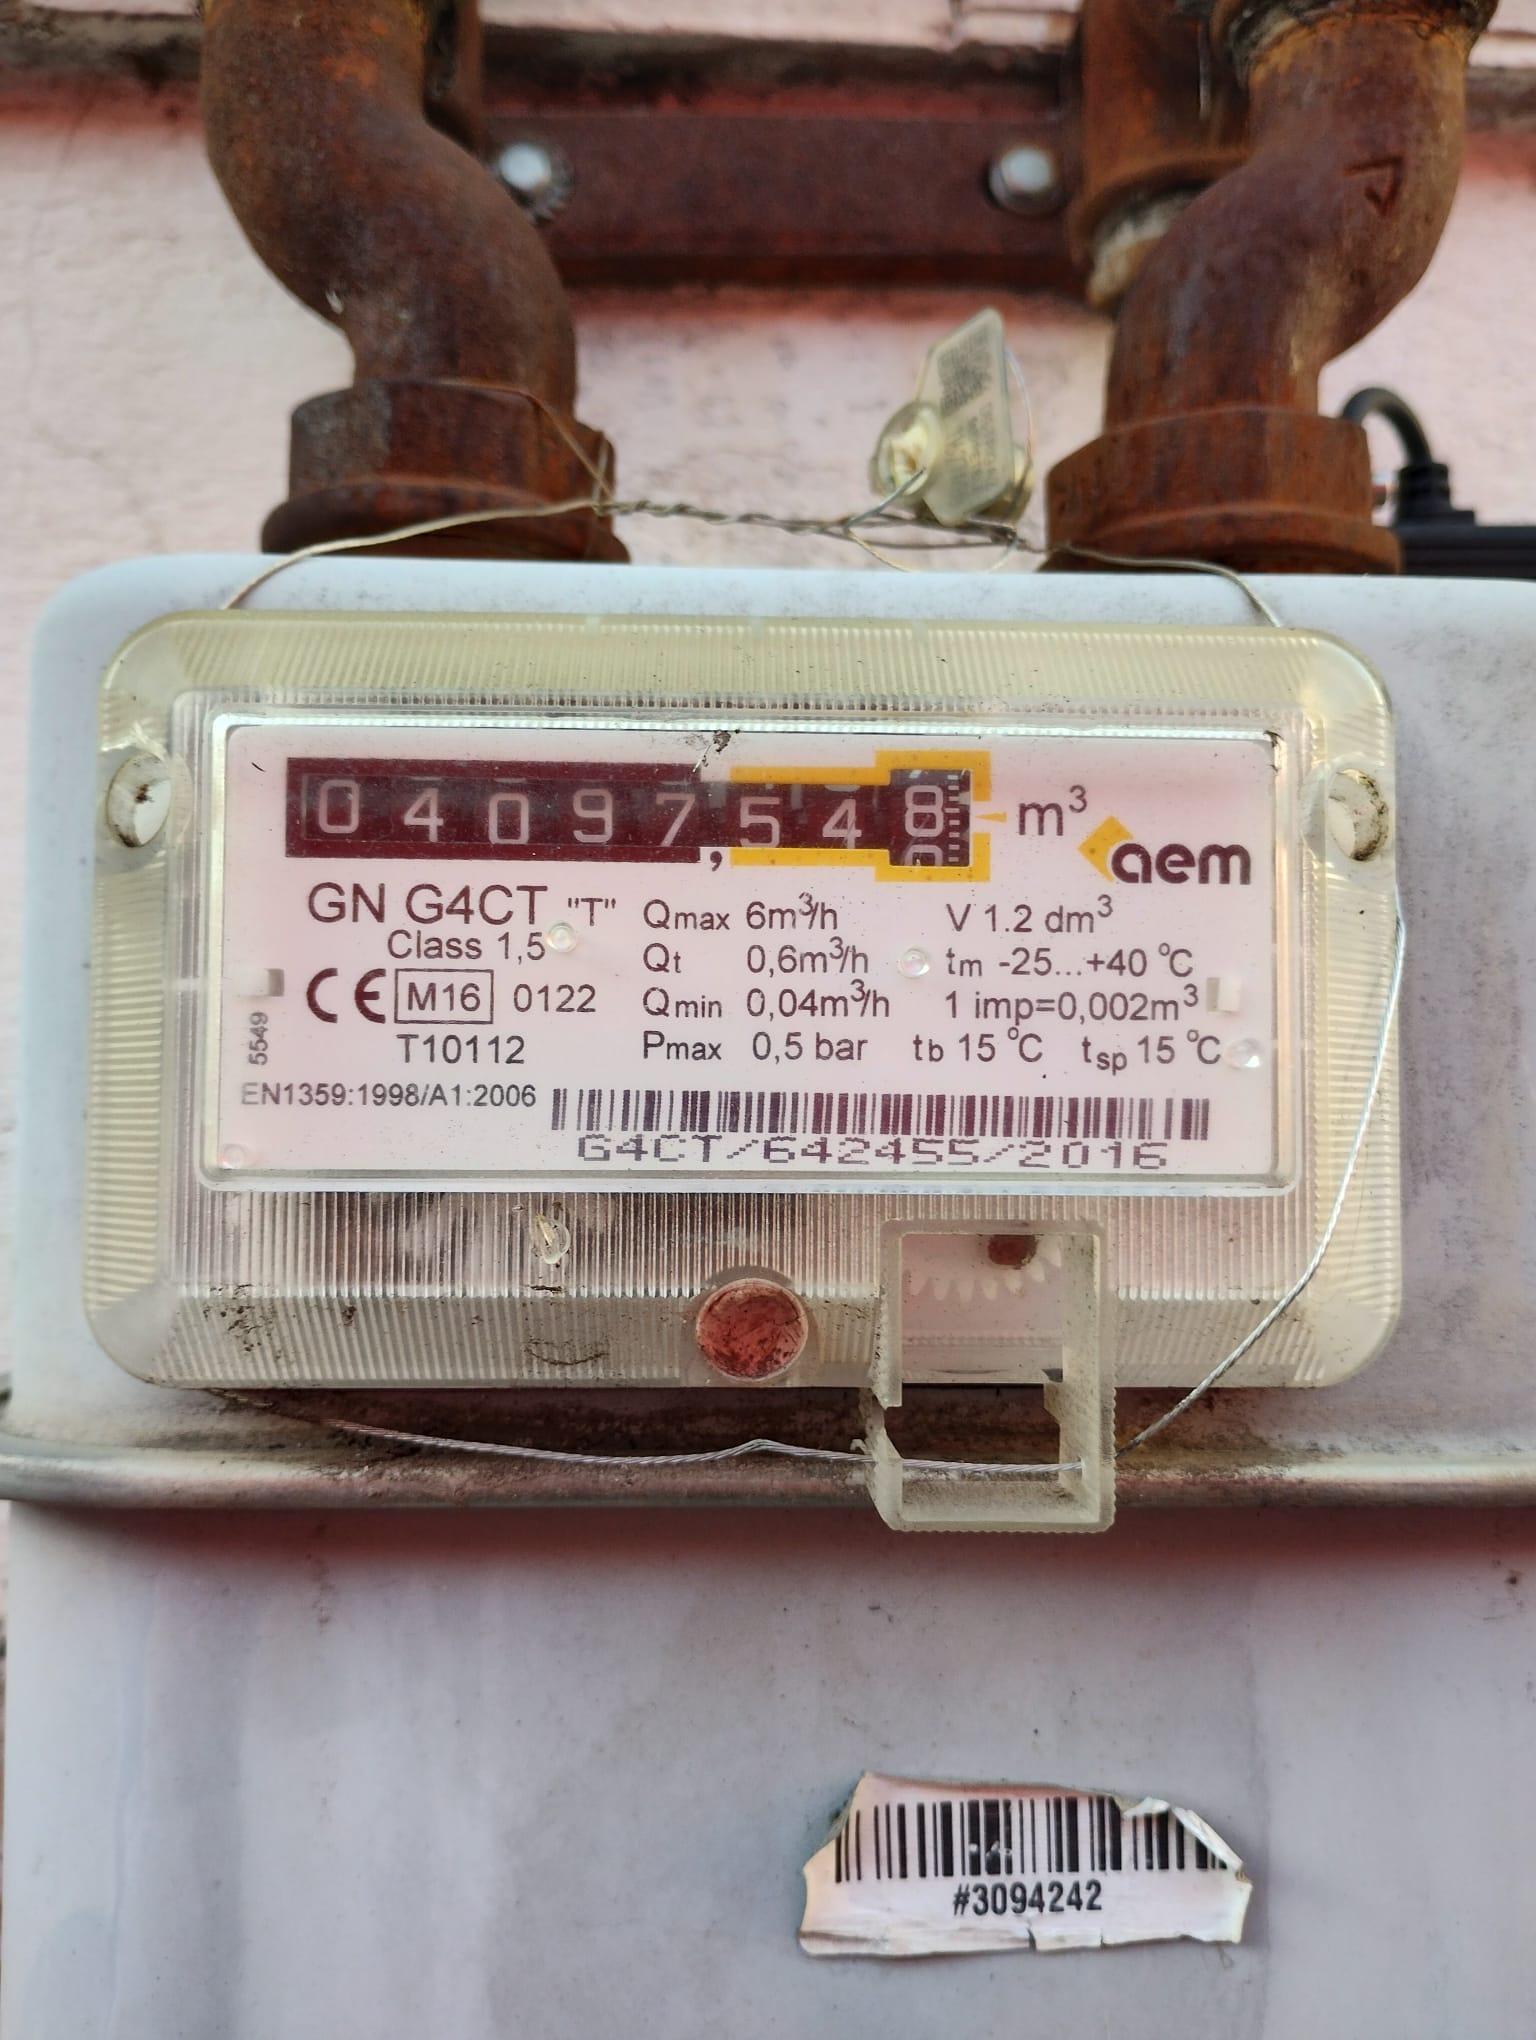 04097,548 m³
aem
GN G4CT "T" Qmax 6m³/h V 1.2 dm³
Class 1,5 Qt 0,6m³/h tm -25...+40 °C
CE M16 0122 Qmin 0,04m³/h 1 imp=0,002m³
5549
T10112 Pmax 0,5 bar tb 15 °C tsp 15 °C
EN1359:1998/A1:2006
G4CT/642455/2016
#3094242